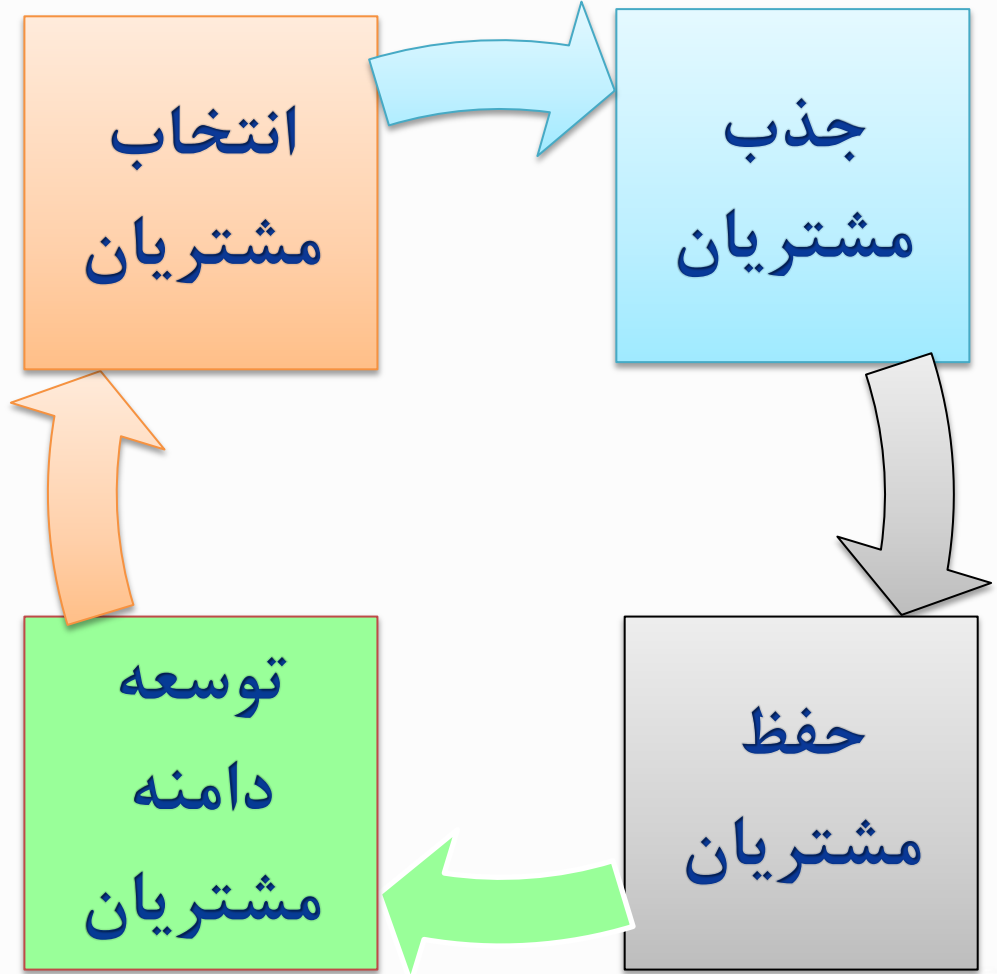 انتخاب
مشتریان
جذب
مشتریان
حفظ
مشتریان
توسعه
دامنه
مشتریان